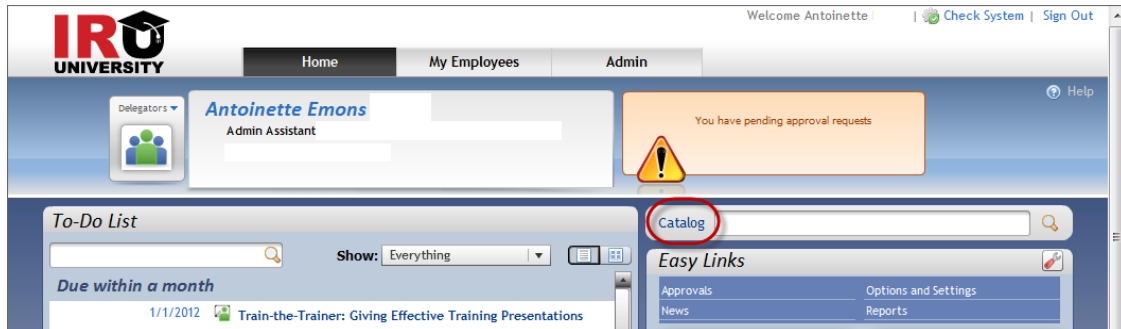 Welcome Antoinette | Check System | Sign Out
IRU
UNIVERSITY
Home My Employees Admin
Help
Delegators
Antoinette Emons
Admin Assistant
You have pending approval requests
To-Do List
Catalog
Show: Everything
Easy Links
Due within a month
Approvals Options and Settings
1/1/2012 Train-the-Trainer: Giving Effective Training Presentations
News Reports